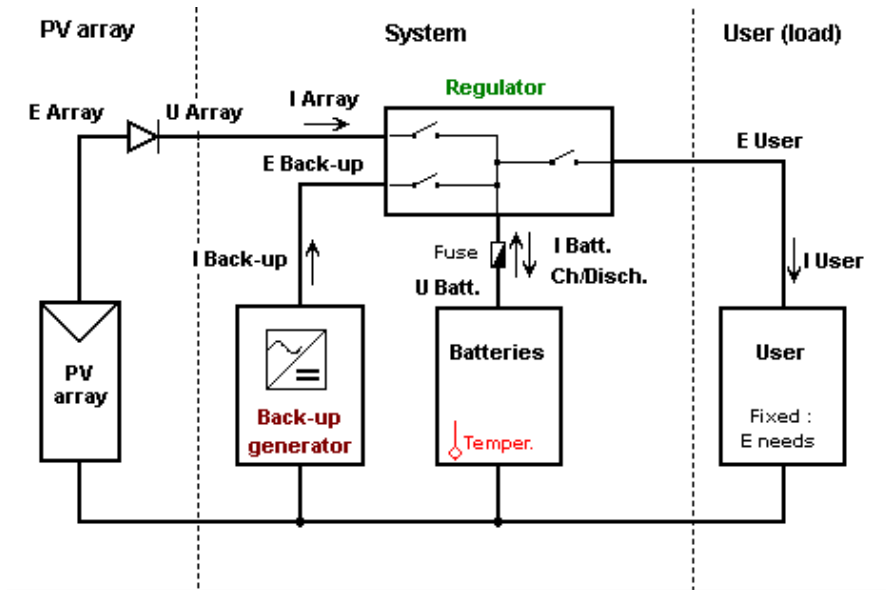 PV array
System
User (load)
Regulator
I Array
E Array
U Array
E Back-up
E User
I Back-up
Fuse
I Batt.
Ch/Disch.
U Batt.
I User
PV
array
Back-up
generator
Batteries
Temper.
User
Fixed :
E needs